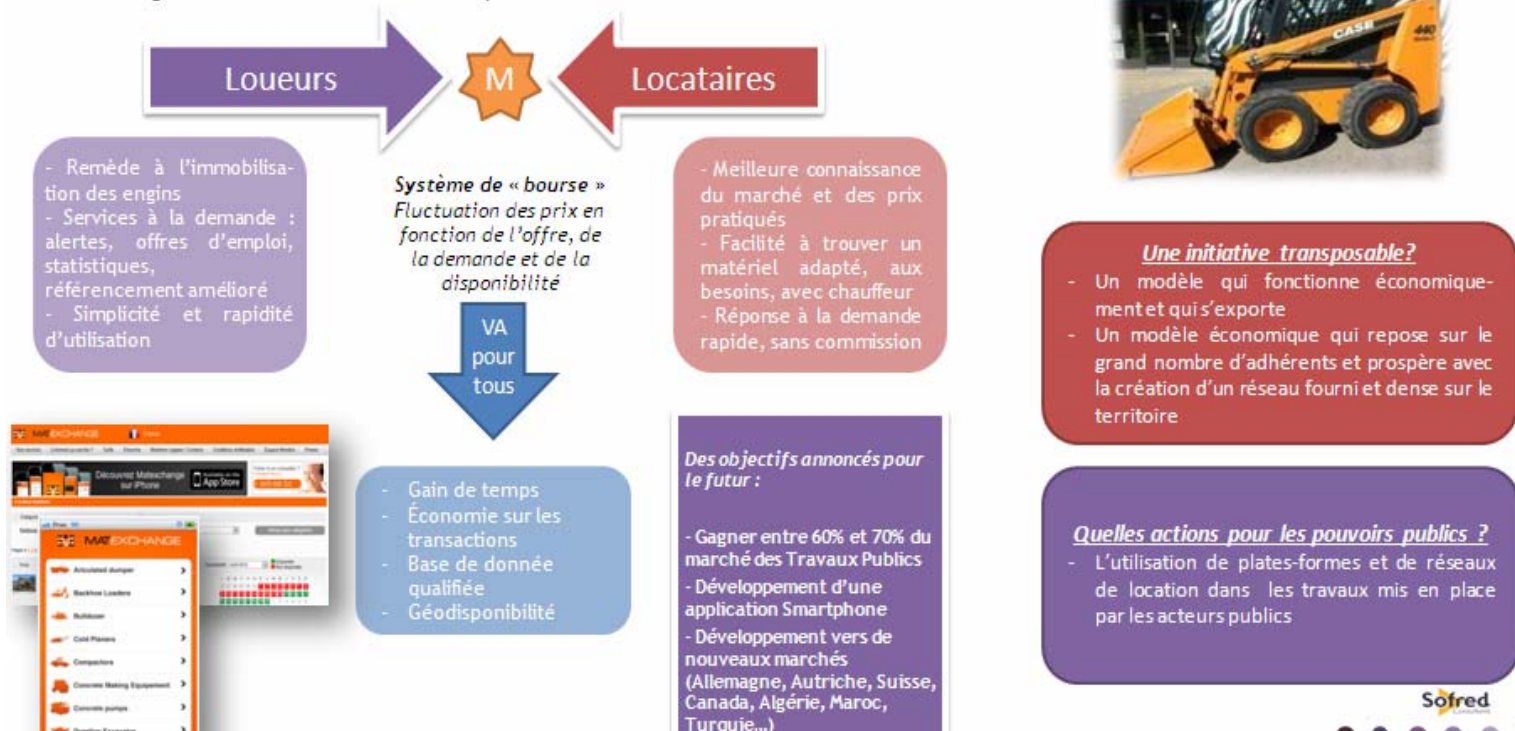 Loueurs
M
Locataires
- Remède à l'immobilisa-
tion des engins
- Services à la demande :
alertes, offres d'emploi,
statistiques,
référencement amélioré
- Simplicité et rapidité
d'utilisation
Système de « bourse »
Fluctuation des prix en
fonction de l'offre, de
la demande et de la
disponibilité
- Meilleure connaissance
du marché et des prix
pratiqués
- Facilité à trouver un
matériel adapté, aux
besoins, avec chauffeur
- Réponse à la demande
rapide, sans commission
VA
pour
tous
- Gain de temps
- Économie sur les
transactions
- Base de donnée
qualifiée
- Géodisponibilité
Des objectifs annoncés pour
le futur :
- Gagner entre 60% et 70% du
marché des Travaux Publics
- Développement d'une
application Smartphone
- Développement vers de
nouveaux marchés
(Allemagne, Autriche, Suisse,
Canada, Algérie, Maroc,
Turquie...)
MATEXCHANGE
Découvrez Matexchange
sur iPhone
App Store
MATEXCHANGE
Articulated dumper
Backhoe Loaders
Bulldozer
Cold Planers
Compactors
Concrete Making Equipement
Concrete pumps
CASE
440
Une initiative transposable?
- Un modèle qui fonctionne économique-
ment et qui s'exporte
- Un modèle économique qui repose sur le
grand nombre d'adhérents et prospère avec
la création d'un réseau fourni et dense sur le
territoire
Quelles actions pour les pouvoirs publics ?
- L'utilisation de plates-formes et de réseaux
de location dans les travaux mis en place
par les acteurs publics
Sofred